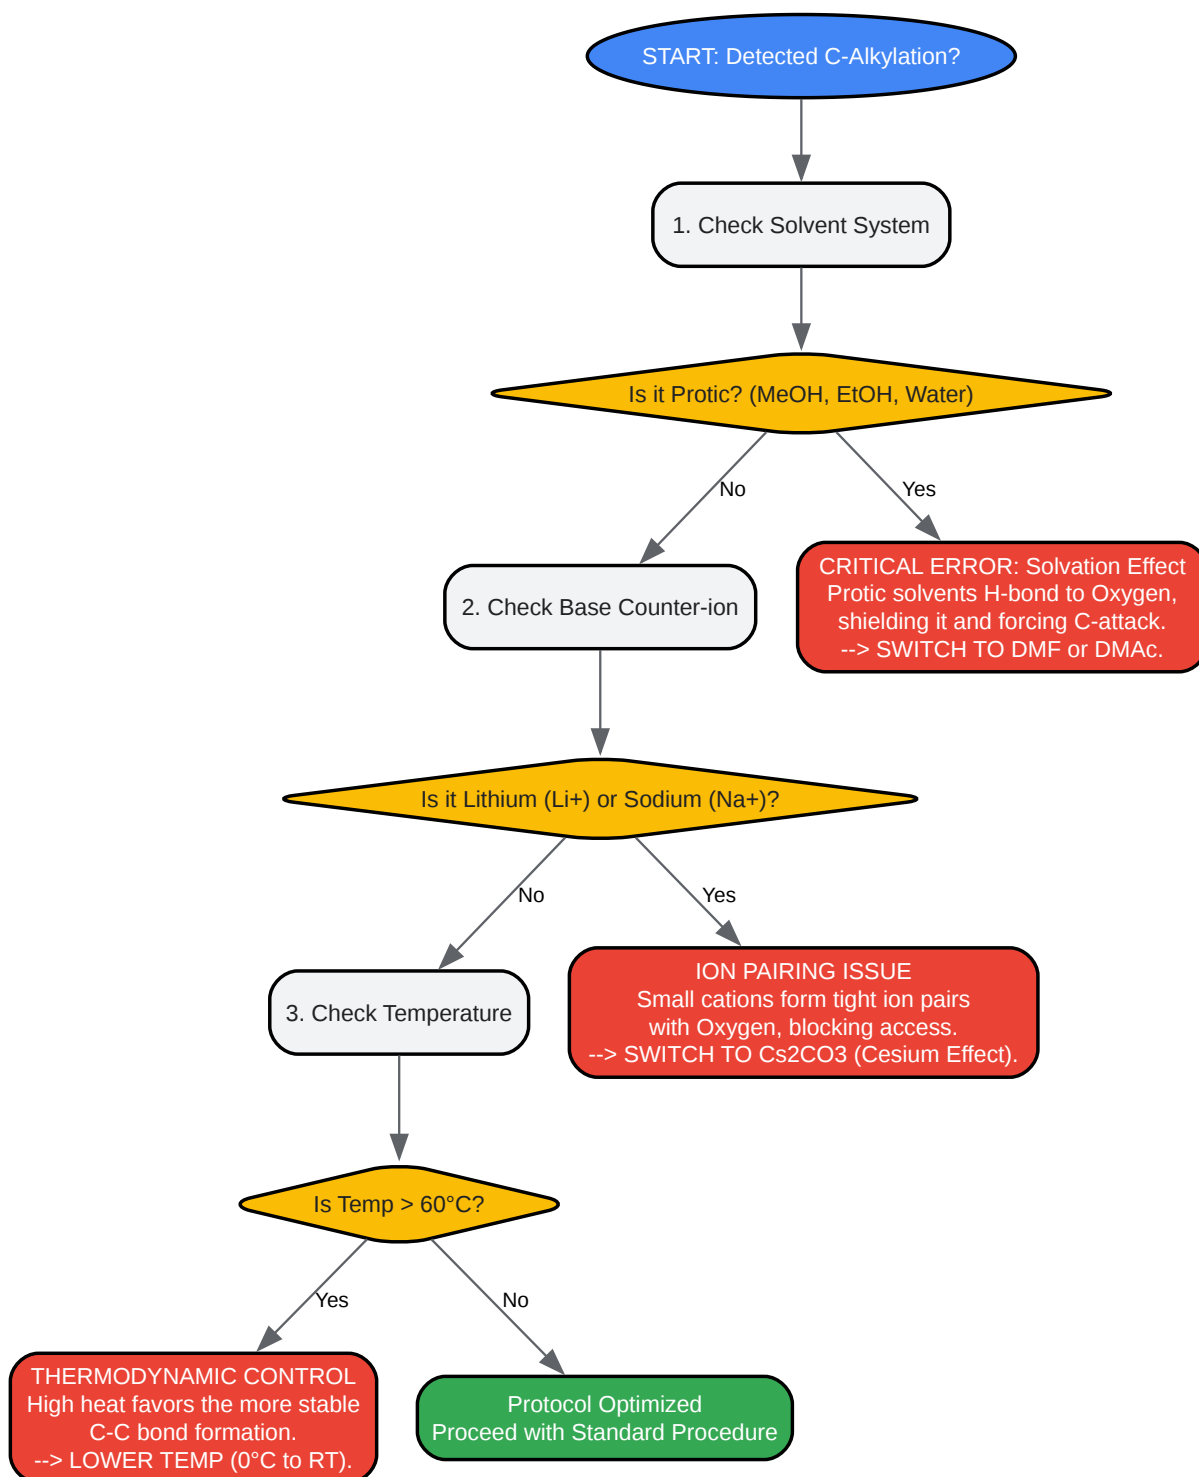 START: Detected C-Alkylation?
1. Check Solvent System
Is it Protic? (MeOH, EtOH, Water)
No
Yes
CRITICAL ERROR: Solvation Effect
Protic solvents H-bond to Oxygen,
shielding it and forcing C-attack.
--> SWITCH TO DMF or DMAc.
2. Check Base Counter-ion
Is it Lithium (Li+) or Sodium (Na+)?
No
Yes
ION PAIRING ISSUE
Small cations form tight ion pairs
with Oxygen, blocking access.
--> SWITCH TO Cs2CO3 (Cesium Effect).
3. Check Temperature
Is Temp > 60°C?
Yes
No
THERMODYNAMIC CONTROL
High heat favors the more stable
C-C bond formation.
--> LOWER TEMP (0°C to RT).
Protocol Optimized
Proceed with Standard Procedure